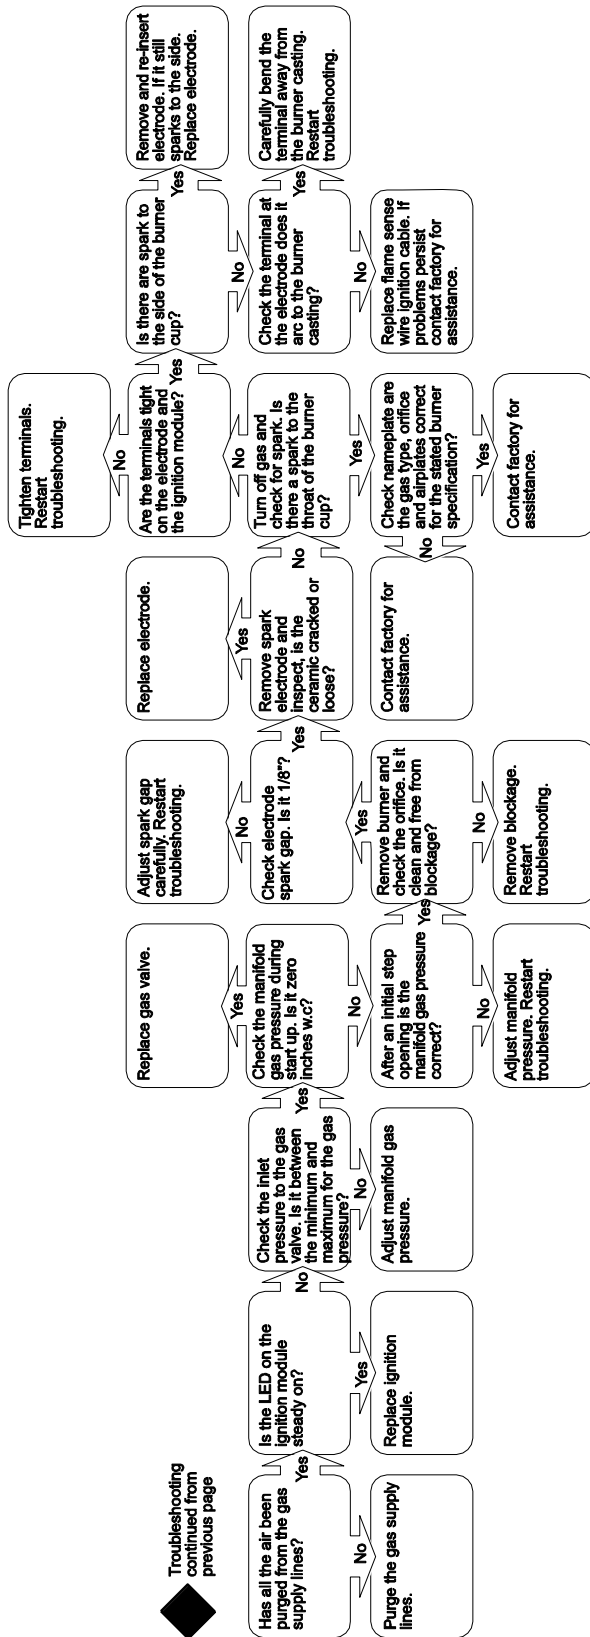 Troubleshooting
continued from
previous page
Has all the air been
purged from the gas
supply lines?
No
Purge the gas supply
lines.
Yes
Is the LED on the
ignition module
steady on?
Yes
Replace ignition
module.
No
Check the inlet
pressure to the gas
valve. Is it between
the minimum and
maximum for the gas
pressure?
No
Adjust manifold gas
pressure.
Yes
Check the manifold
gas pressure during
start up. Is it zero
inches w.c?
Yes
Replace gas valve.
No
After an initial step
opening is the
manifold gas pressure
correct?
No
Adjust manifold
pressure. Restart
troubleshooting.
Yes
Remove burner and
check the orifice. Is it
clean and free from
blockage?
No
Remove blockage.
Restart
troubleshooting.
Yes
Check electrode
spark gap. Is it 1/8"?
No
Adjust spark gap
carefully. Restart
troubleshooting.
Yes
Remove spark
electrode and
inspect, is the
ceramic cracked or
loose?
Yes
Replace electrode.
No
Turn off gas and
check for spark. Is
there a spark to the
throat of the burner
cup?
Yes
Check nameplate are
the gas type, orifice
and airplates correct
for the stated burner
specification?
No
Contact factory for
assistance.
Yes
Contact factory for
assistance.
No
Are the terminals tight
on the electrode and
the ignition module?
No
Tighten terminals.
Restart
troubleshooting.
Yes
Is there are spark to
the side of the burner
cup?
Yes
Remove and re-insert
electrode. If it still
sparks to the side.
Replace electrode.
No
Check the terminal at
the electrode does it
arc to the burner
casting?
Yes
Carefully bend the
terminal away from
the burner casting.
Restart
troubleshooting.
No
Replace flame sense
wire ignition cable. If
problems persist
contact factory for
assistance.